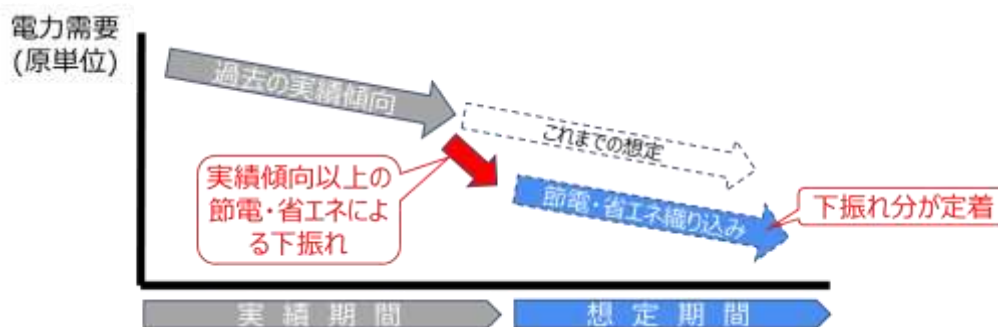 電力需要
(原単位)
過去の実績傾向
これまでの想定
実績傾向以上の
節電・省エネによ
る下振れ
節電・省エネ織り込み
下振れ分が定着
実績期間
想定期間